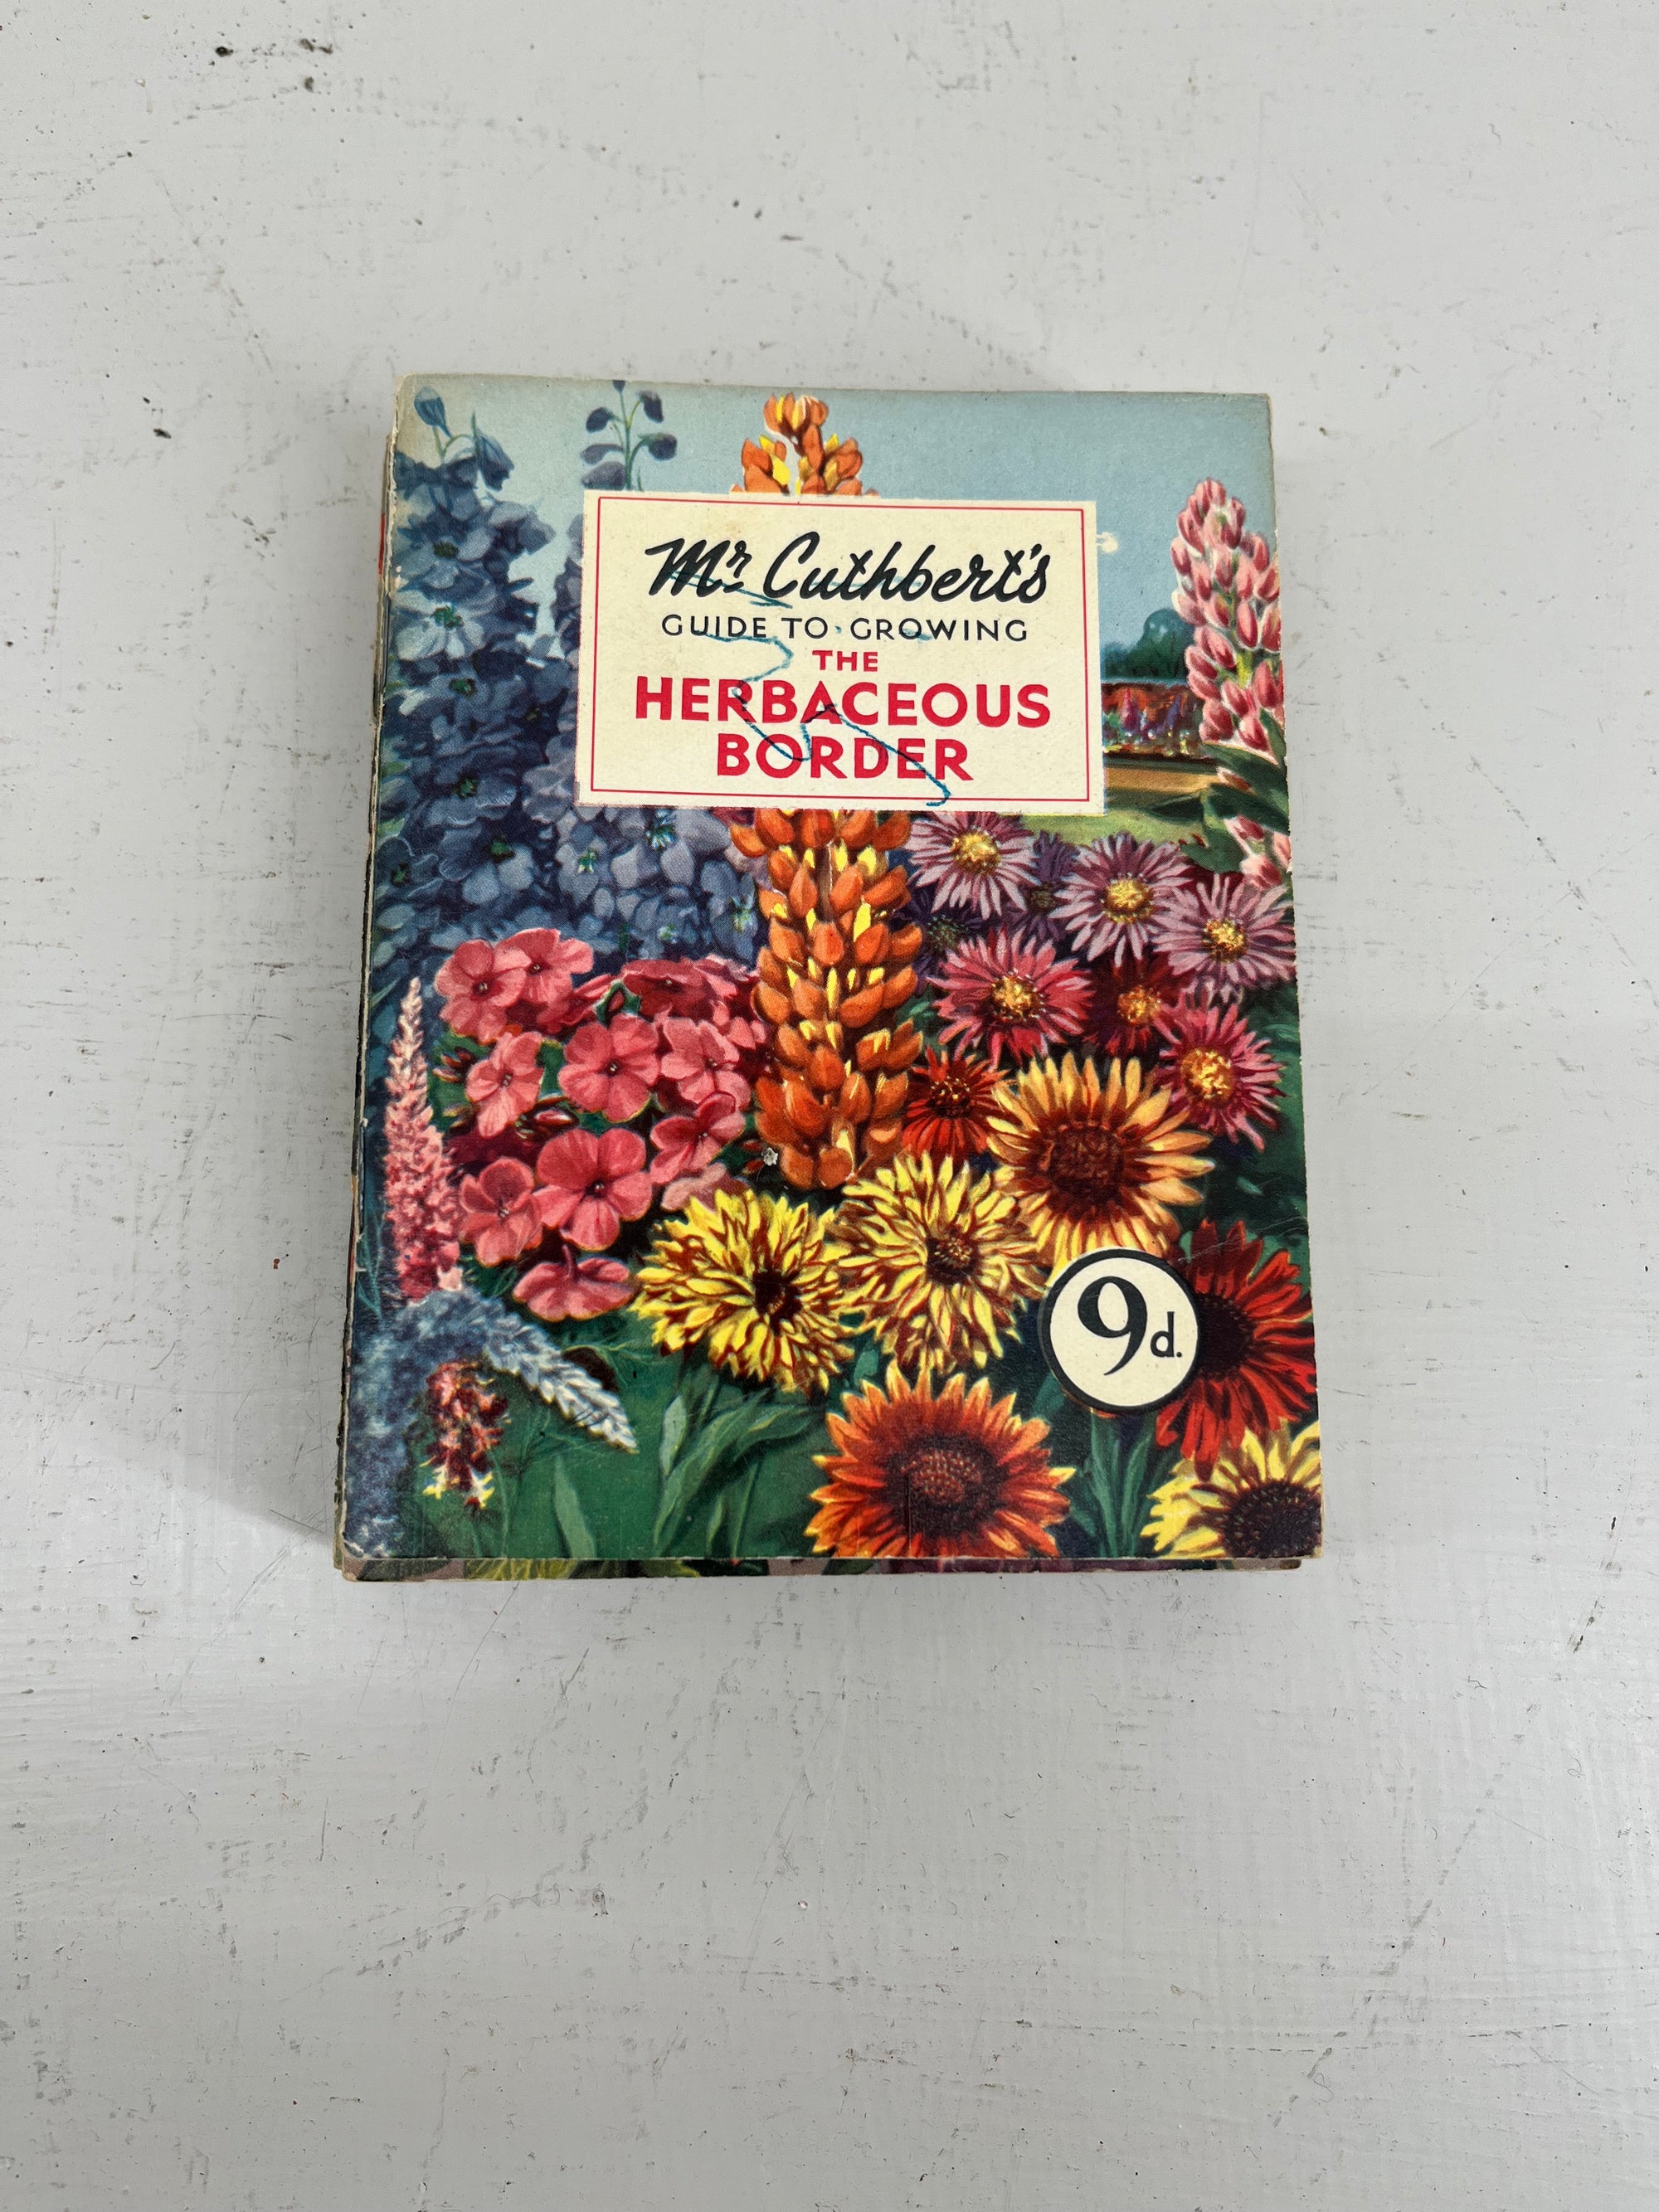 Mr Cuthbert's
GUIDE TO GROWING
THE
HERBACEOUS
BORDER
9d.